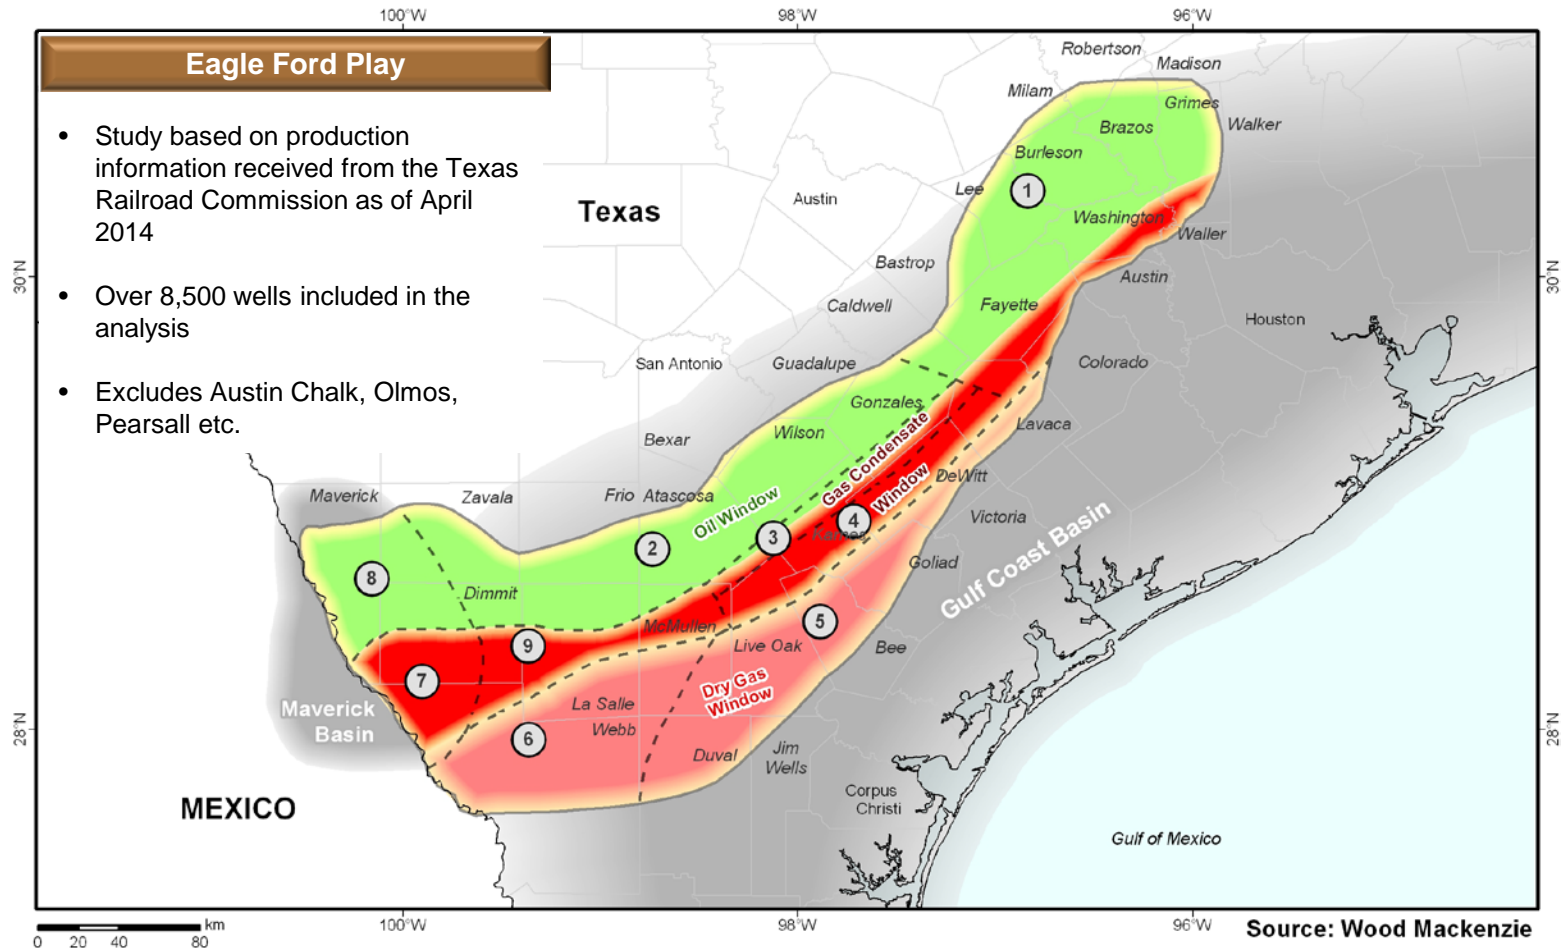 100°W
98°W
96°W
Eagle Ford Play
• Study based on production
information received from the Texas
Railroad Commission as of April
2014
• Over 8,500 wells included in the
analysis
• Excludes Austin Chalk, Olmos,
Pearsall etc.
Robertson
Madison
Milam
Grimes
Brazos
Walker
Burleson
Lee
1
Texas
Austin
Washington
Waller
Bastrop
30°N
30°N
Austin
Caldwell
Fayette
Houston
San Antonio
Guadalupe
Colorado
Gonzales
Lavaca
Wilson
Bexar
Gas Condensate
Window
DeWitt
Maverick
Zavala
Frio
Atascosa
Oil Window
Victoria
4
Karnes
3
2
Goliad
Gulf Coast Basin
8
Dimmit
McMullen
5
9
Live Oak
Bee
7
Dry Gas
Window
La Salle
Maverick
Basin
Webb
6
28°N
28°N
Duval
Jim
Wells
MEXICO
Corpus
Christi
Gulf of Mexico
100°W
98°W
96°W
km
0 20 40 80
Source: Wood Mackenzie